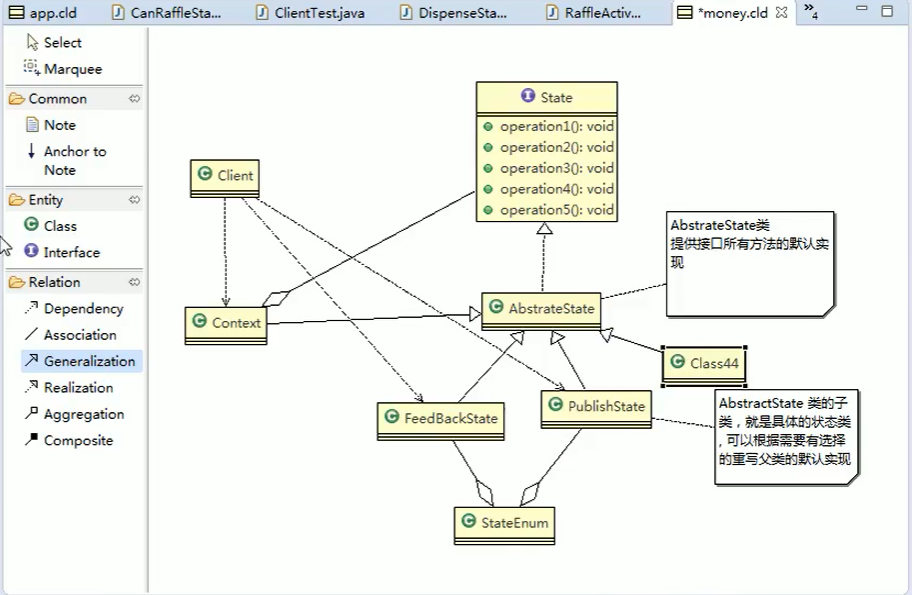 app.cld
CanRaffleSta...
ClientTest.java
DispenseSta...
RaffleActiv...
*money.cld
»4
Select
Marquee
Common
Note
Anchor to
Note
Entity
Class
Interface
Relation
Dependency
Association
Generalization
Realization
Aggregation
Composite
I State
operation1(): void
operation2(): void
operation3(): void
operation4(): void
operation5(): void
C Client
AbstrateState类
提供接口所有方法的默认实
现
C Context
C AbstrateState
C Class44
C FeedBackState
C PublishState
AbstractState 类的子
类，就是具体的状态类
，可以根据需要有选择
的重写父类的默认实现
C StateEnum